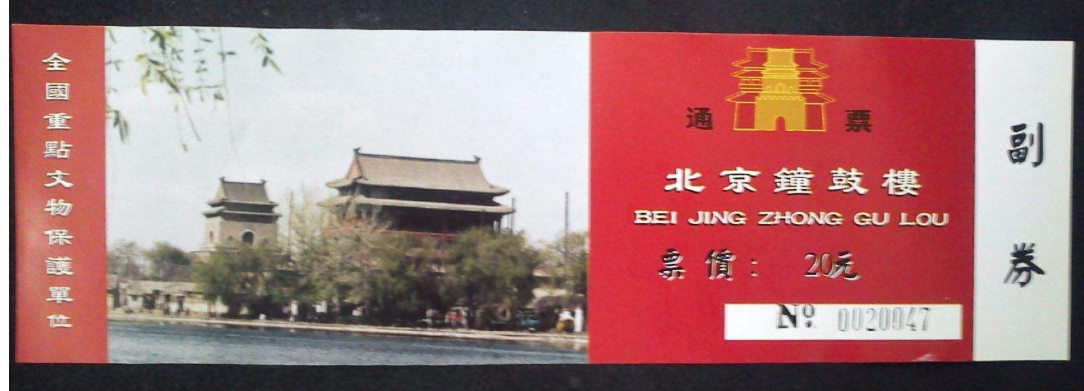 全國重點文物保護單位
通票
北京鐘鼓樓
BEI JING ZHONG GU LOU
票價： 20元
Nº 0020047
副券